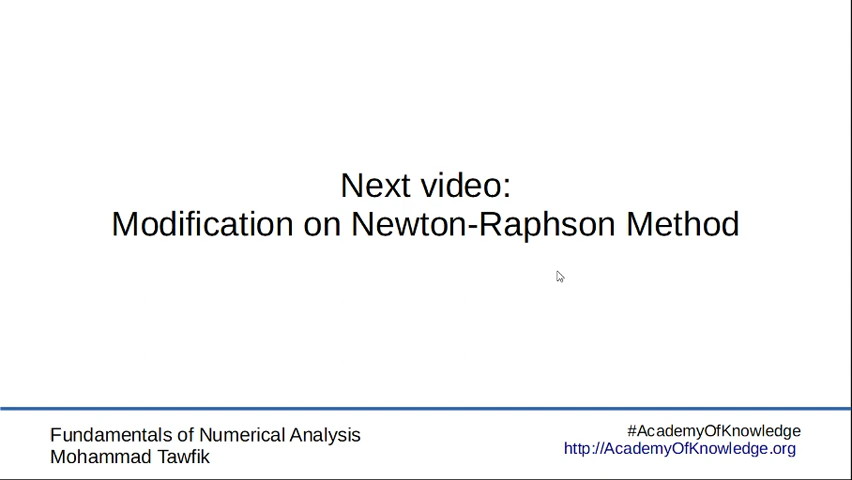 Next video:
Modification on Newton-Raphson Method
Fundamentals of Numerical Analysis
Mohammad Tawfik
#AcademyOfKnowledge
http://AcademyOfKnowledge.org